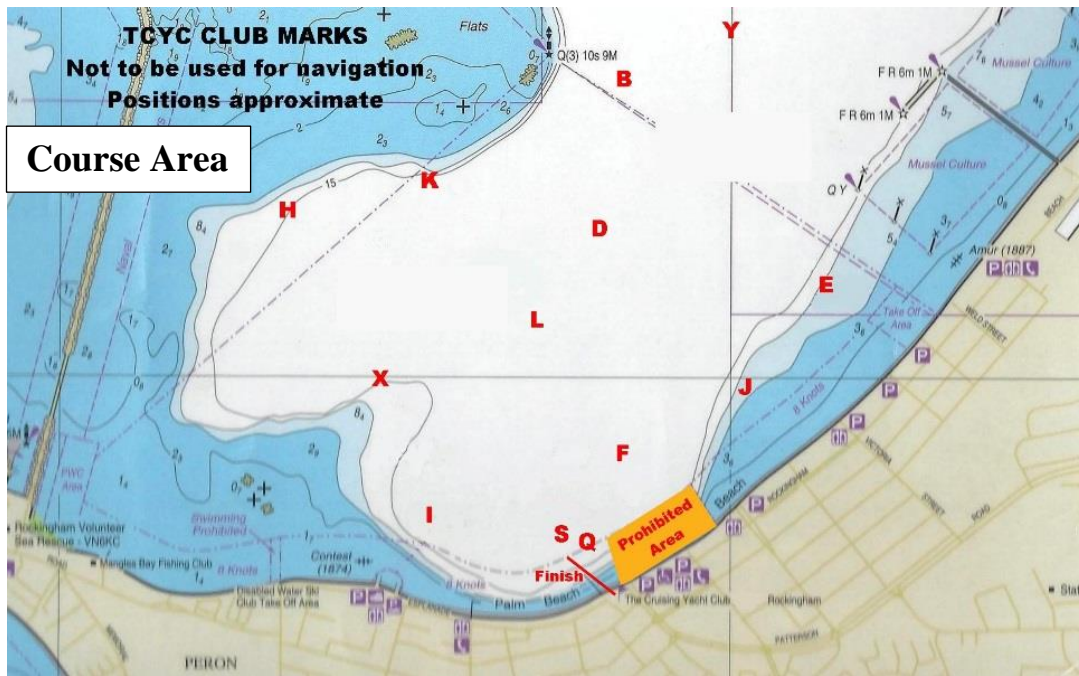 TCYC CLUB MARKS
Not to be used for navigation
Positions approximate
Course Area
Flats
Q(3) 10s 9M
Y
B
F R 6m 1M
F R 6m 1M
Mussel Culture
Mussel Culture
BEACH
Q Y
K
H
15
D
Naval
Amur (1887)
E
WELD STREET
Take Off
Area
L
X
J
8 Knots
F
VICTORIA
STREET
ROAD
ROCKINGHAM
Beach
PWC
Area
I
S
Q
Prohibited
Area
Finish
Swimming
Prohibited
Rockingham Volunteer
Sea Rescue - VN6KC
ROAD
Mangles Bay Fishing Club
8 Knots
Contest
(1874)
8 Knots
Disabled Water Ski
Club Take Off Area
ESPLANADE
Palm Beach
The Cruising Yacht Club
Rockingham
PATTERSON
PERON